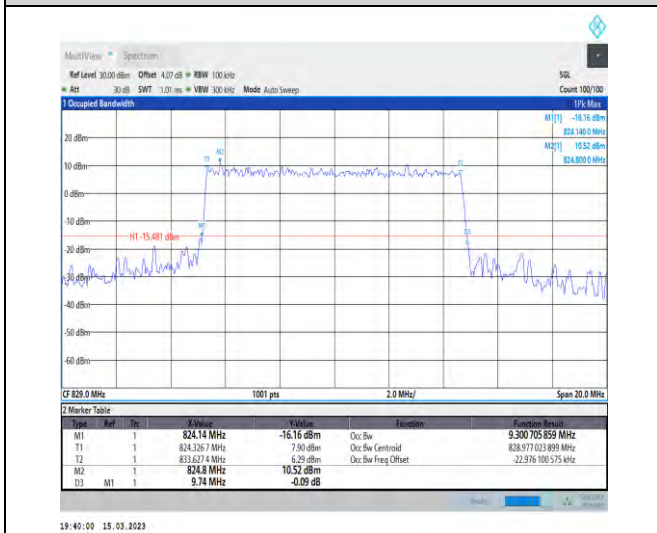 MultiView Spectrum
Ref Level 30.00 dBm Offset 4.07 dB RBW 100 kHz SGL
Att 30 dB SWT 1.01 ms VBW 300 kHz Mode Auto Sweep Count 100/100
1 Occupied Bandwidth 1Pk Max
M1[1] -16.16 dBm
824.140 0 MHz
M2[1] 10.52 dBm
824.800 0 MHz
20 dBm
M2
T1 T2
10 dBm
0 dBm
-10 dBm
M1 D3
H1 -15.481 dBm
-20 dBm
-30 dBm
-40 dBm
-50 dBm
-60 dBm
CF 829.0 MHz 1001 pts 2.0 MHz/ Span 20.0 MHz
2 Marker Table
Type Ref Trc X-Value Y-Value Function Function Result
M1 1 824.14 MHz -16.16 dBm Occ Bw 9.300 705 859 MHz
T1 1 824.326 7 MHz 7.90 dBm Occ Bw Centroid 828.977 023 899 MHz
T2 1 833.627 4 MHz 6.29 dBm Occ Bw Freq Offset -22.976 100 575 kHz
M2 1 824.8 MHz 10.52 dBm
D3 M1 1 9.74 MHz -0.09 dB
19:40:00 15.03.2023